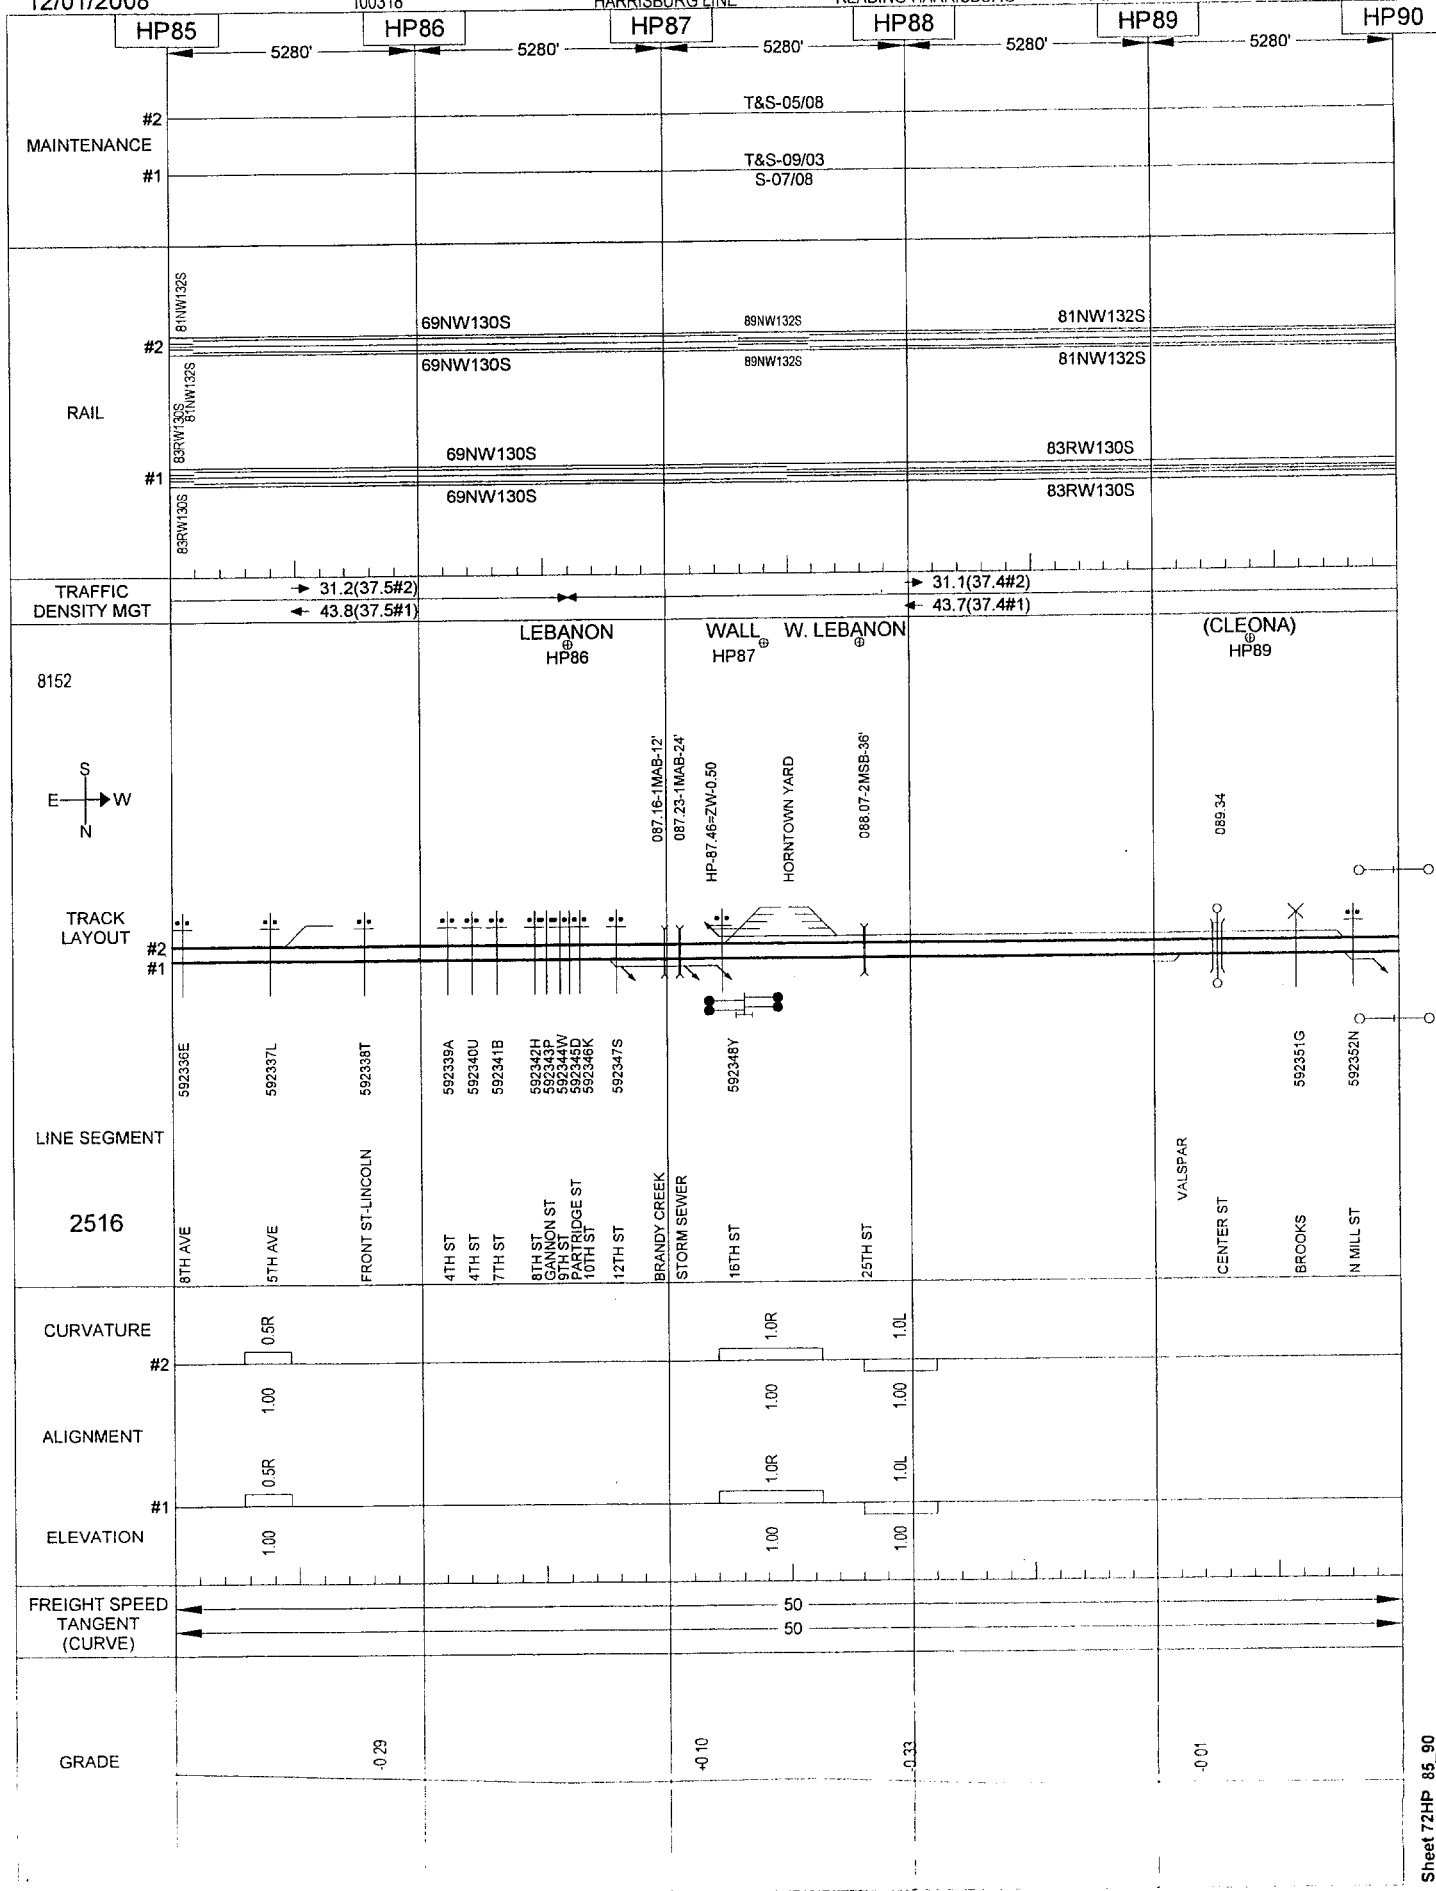 12/01/2008 100318 HARRISBURG LINE READING-HARRISBURG
HP85 HP86 HP87 HP88 HP89 HP90
5280' 5280' 5280' 5280' 5280'
#2 T&S-05/08
MAINTENANCE
#1 T&S-09/03
S-07/08
81NW132S
69NW130S 89NW132S 81NW132S
#2
69NW130S 89NW132S 81NW132S
81NW132S
RAIL
83RW130S
69NW130S 83RW130S
#1
69NW130S 83RW130S
83RW130S
TRAFFIC
DENSITY MGT
31.2(37.5#2) 31.1(37.4#2)
43.8(37.5#1) 43.7(37.4#1)
LEBANON WALL W. LEBANON (CLEONA)
HP86 HP87 HP89
8152
S
E W
N
087.16-1MAB-12'
087.23-1MAB-24'
HP-87.46=ZW-0.50
HORNTOWN YARD
088.07-2MSB-36'
089.34
TRACK
LAYOUT
#2
#1
592336E
592337L
592338T
592339A
592340U
592341B
592342H
592343P
592344W
592345D
592346K
592347S
592348Y
592351G
592352N
LINE SEGMENT
2516
8TH AVE
5TH AVE
FRONT ST-LINCOLN
4TH ST
4TH ST
7TH ST
8TH ST
GANNON ST
9TH ST
PARTRIDGE ST
10TH ST
12TH ST
BRANDY CREEK
STORM SEWER
16TH ST
25TH ST
VALSPAR
CENTER ST
BROOKS
N MILL ST
CURVATURE 0.5R 1.0R 1.0L
#2
1.00 1.00 1.00
ALIGNMENT
0.5R 1.0R 1.0L
#1
ELEVATION 1.00 1.00 1.00
FREIGHT SPEED
TANGENT
(CURVE)
50
50
GRADE -0.29 +0.10 -0.33 -0.01
Sheet 72HP 85_90